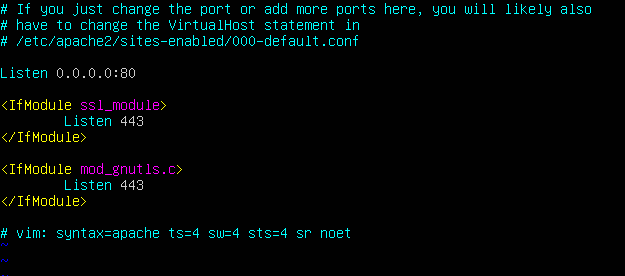 # If you just change the port or add more ports here, you will likely also
# have to change the VirtualHost statement in
# /etc/apache2/sites-enabled/000-default.conf
Listen 0.0.0.0:80
<IfModule ssl_module>
        Listen 443
</IfModule>
<IfModule mod_gnutls.c>
        Listen 443
</IfModule>
# vim: syntax=apache ts=4 sw=4 sts=4 sr noet
~
~